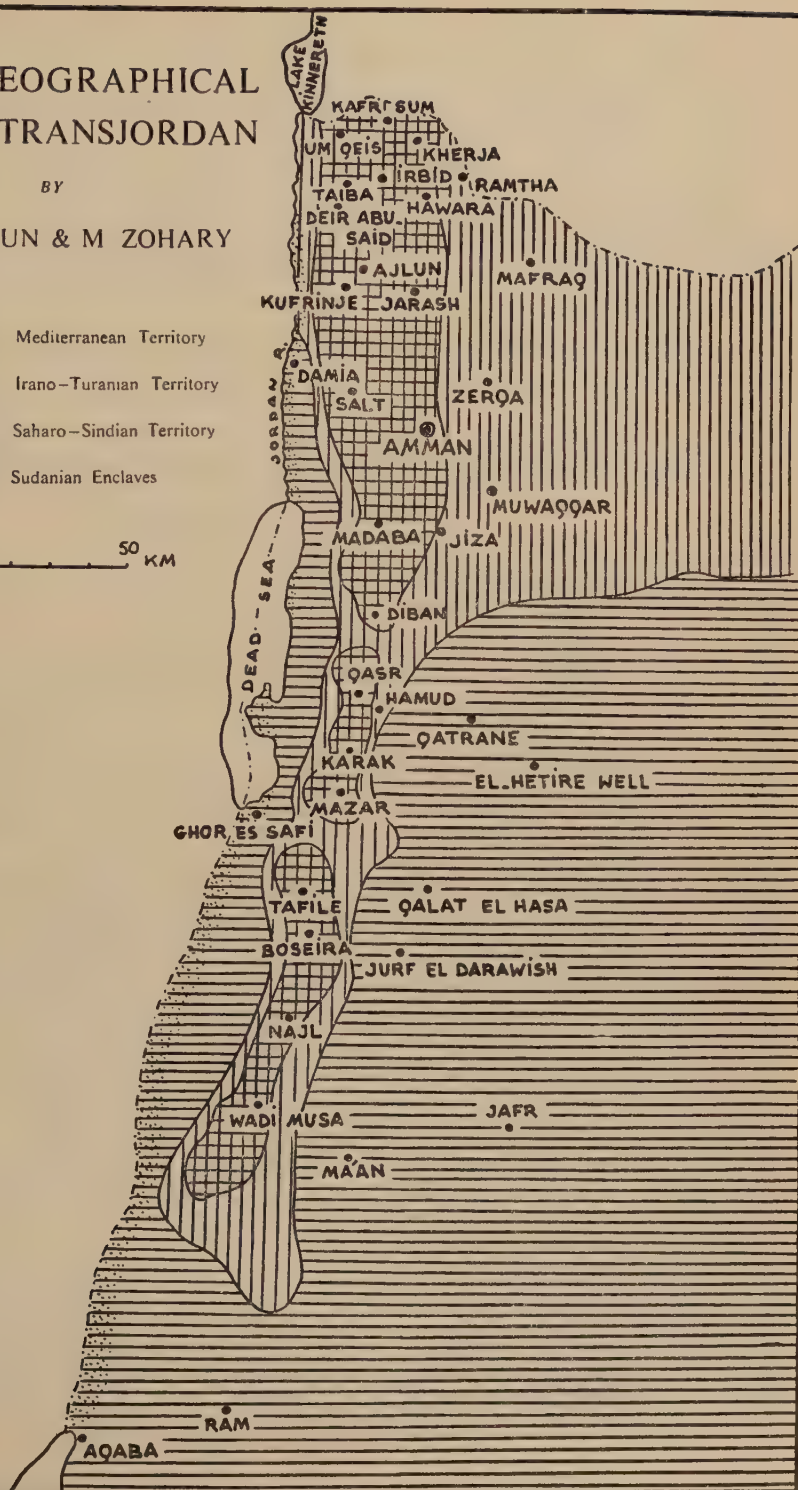 EOGRAPHICAL
TRANSJORDAN
BY
UN & M ZOHARY
Mediterranean Territory
Irano-Turanian Territory
Saharo-Sindian Territory
Sudanian Enclaves
50 KM
LAKE
KINNERETH
KAFR SUM
UM QEIS
KHERJA
IRBID
RAMTHA
TAIBA
HAWARA
DEIR ABU
SAID
AJLUN
MAFRAQ
KUFRINJE
JARASH
JORDAN R.
DAMIA
SALT
ZERQA
AMMAN
MUWAQQAR
MADABA
JIZA
DEAD-SEA
DIBAN
QASR
HAMUD
QATRANE
KARAK
EL-HETIRE WELL
MAZAR
GHOR ES SAFI
TAFILE
QALAT EL HASA
BOSEIRA
JURF EL DARAWISH
NAJL
WADI MUSA
JAFR
MA'AN
RAM
AQABA